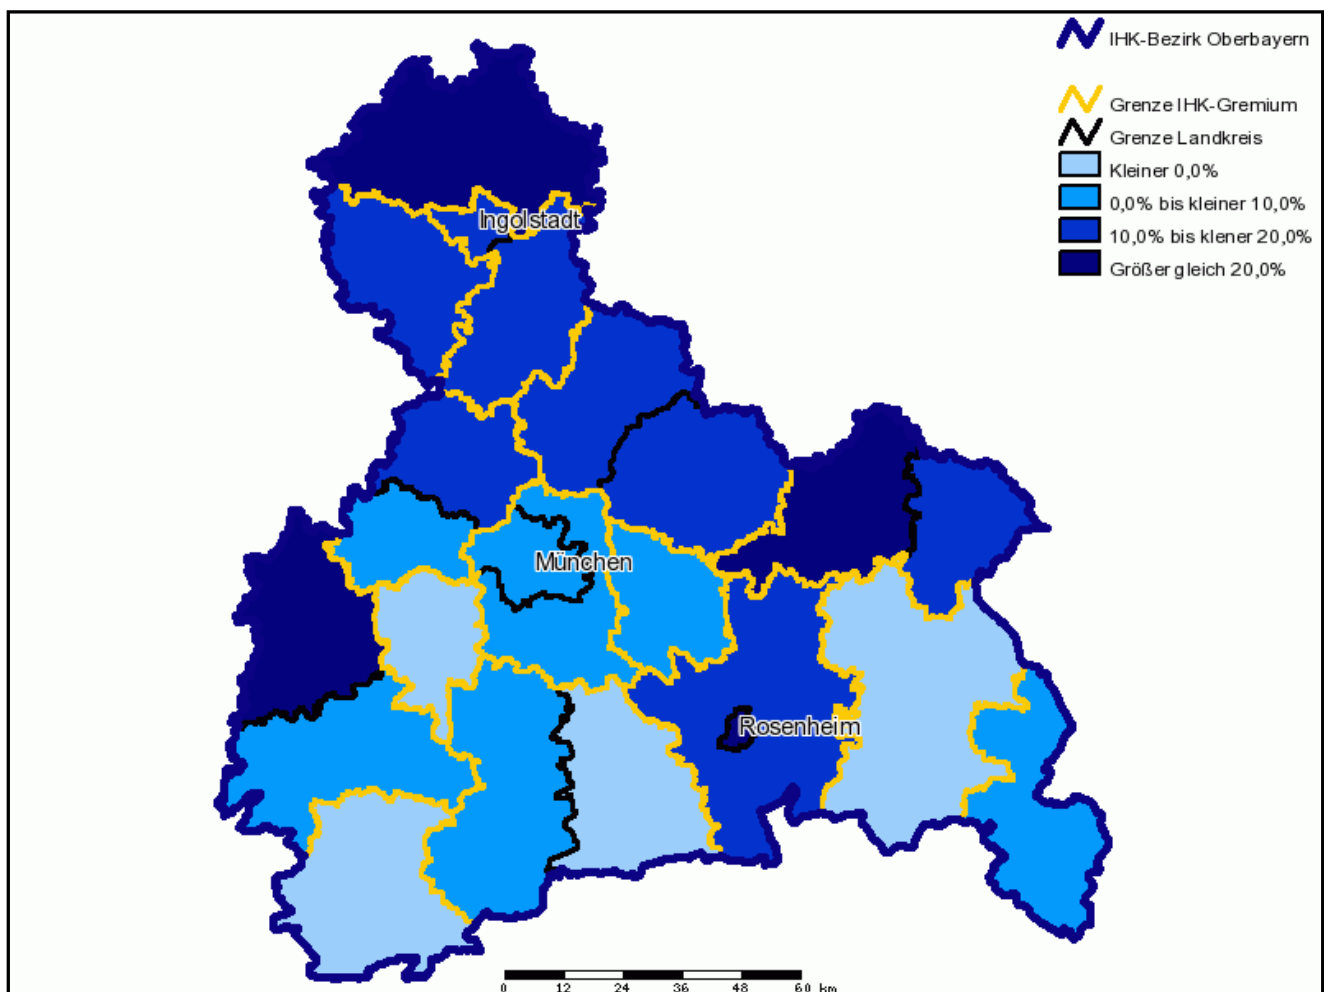 IHK-Bezirk Oberbayern
Grenze IHK-Gremium
Grenze Landkreis
Kleiner 0,0%
0,0% bis kleiner 10,0%
10,0% bis klener 20,0%
Größer gleich 20,0%
Ingolstadt
München
Rosenheim
0 12 24 36 48 60 km